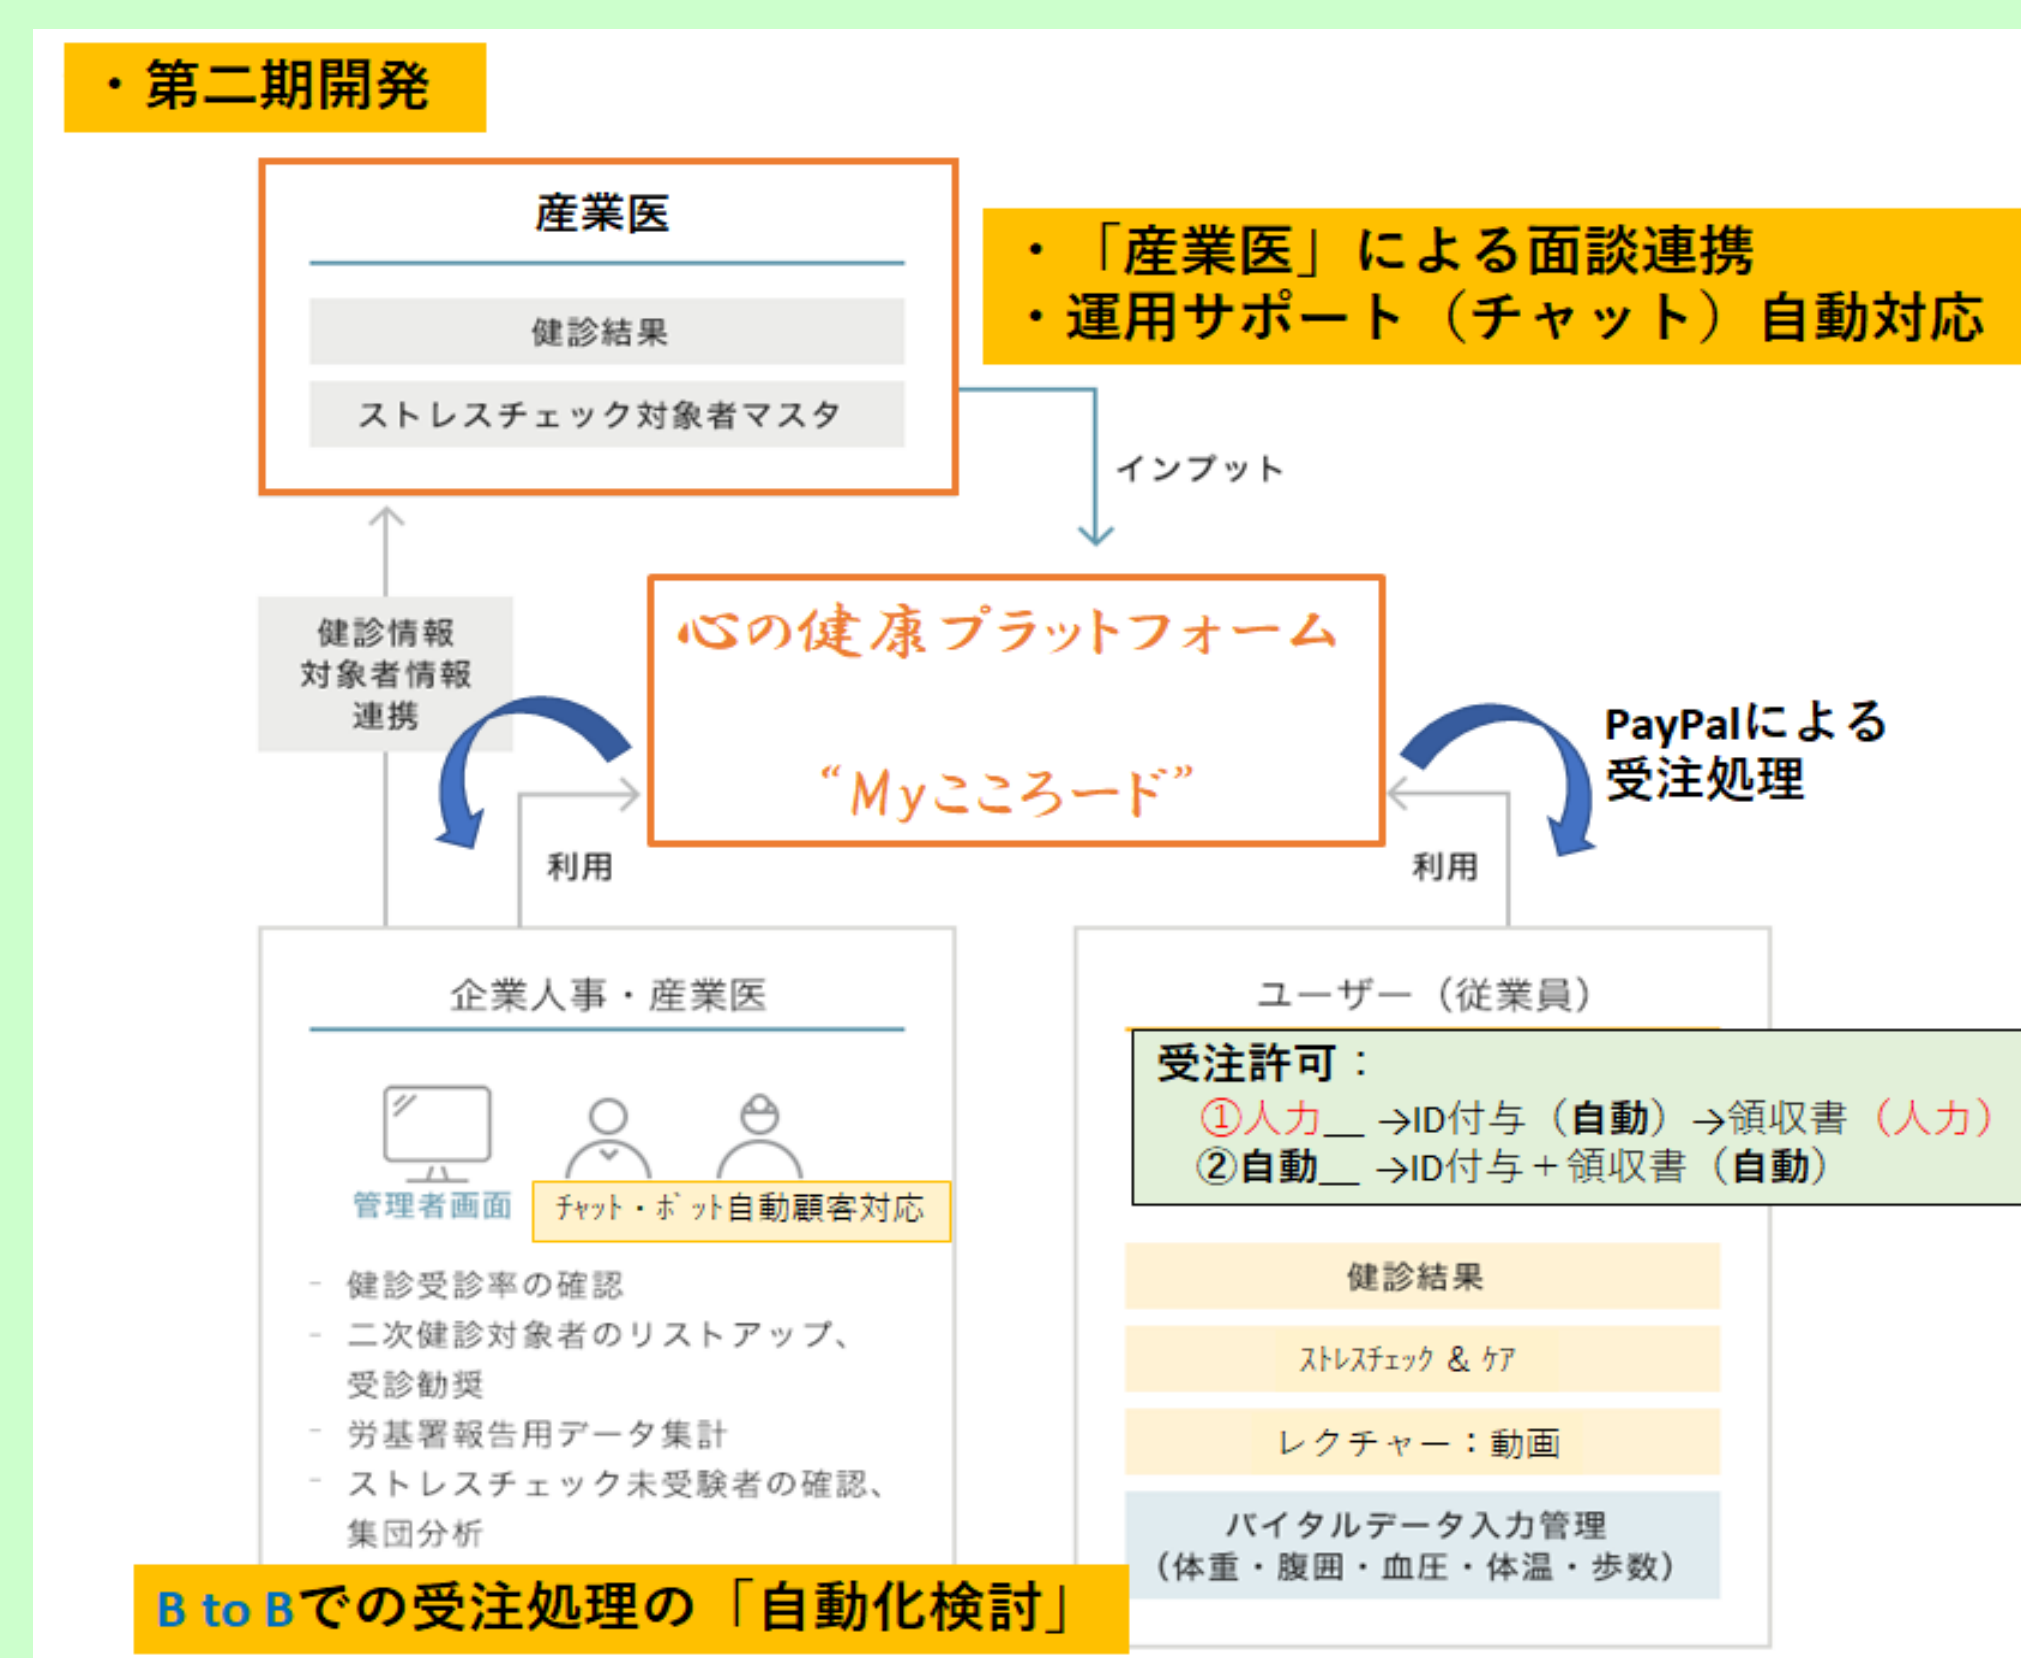 ・第二期開発
産業医
健診結果
ストレスチェック対象者マスタ
・「産業医」による面談連携
・運用サポート（チャット）自動対応
インプット
健診情報
対象者情報
連携
心の健康プラットフォーム
“Myこころード”
PayPalによる
受注処理
利用
利用
企業人事・産業医
管理者画面
ﾁｬｯﾄ・ﾎﾞｯﾄ自動顧客対応
- 健診受診率の確認
- 二次健診対象者のリストアップ、
受診勧奨
- 労基署報告用データ集計
- ストレスチェック未受験者の確認、
集団分析
ユーザー（従業員）
受注許可：
①人力__ →ID付与（自動）→領収書（人力）
②自動__ →ID付与＋領収書（自動）
健診結果
ｽﾄﾚｽﾁｪｯｸ & ｹｱ
レクチャー：動画
バイタルデータ入力管理
（体重・腹囲・血圧・体温・歩数）
B to Bでの受注処理の「自動化検討」